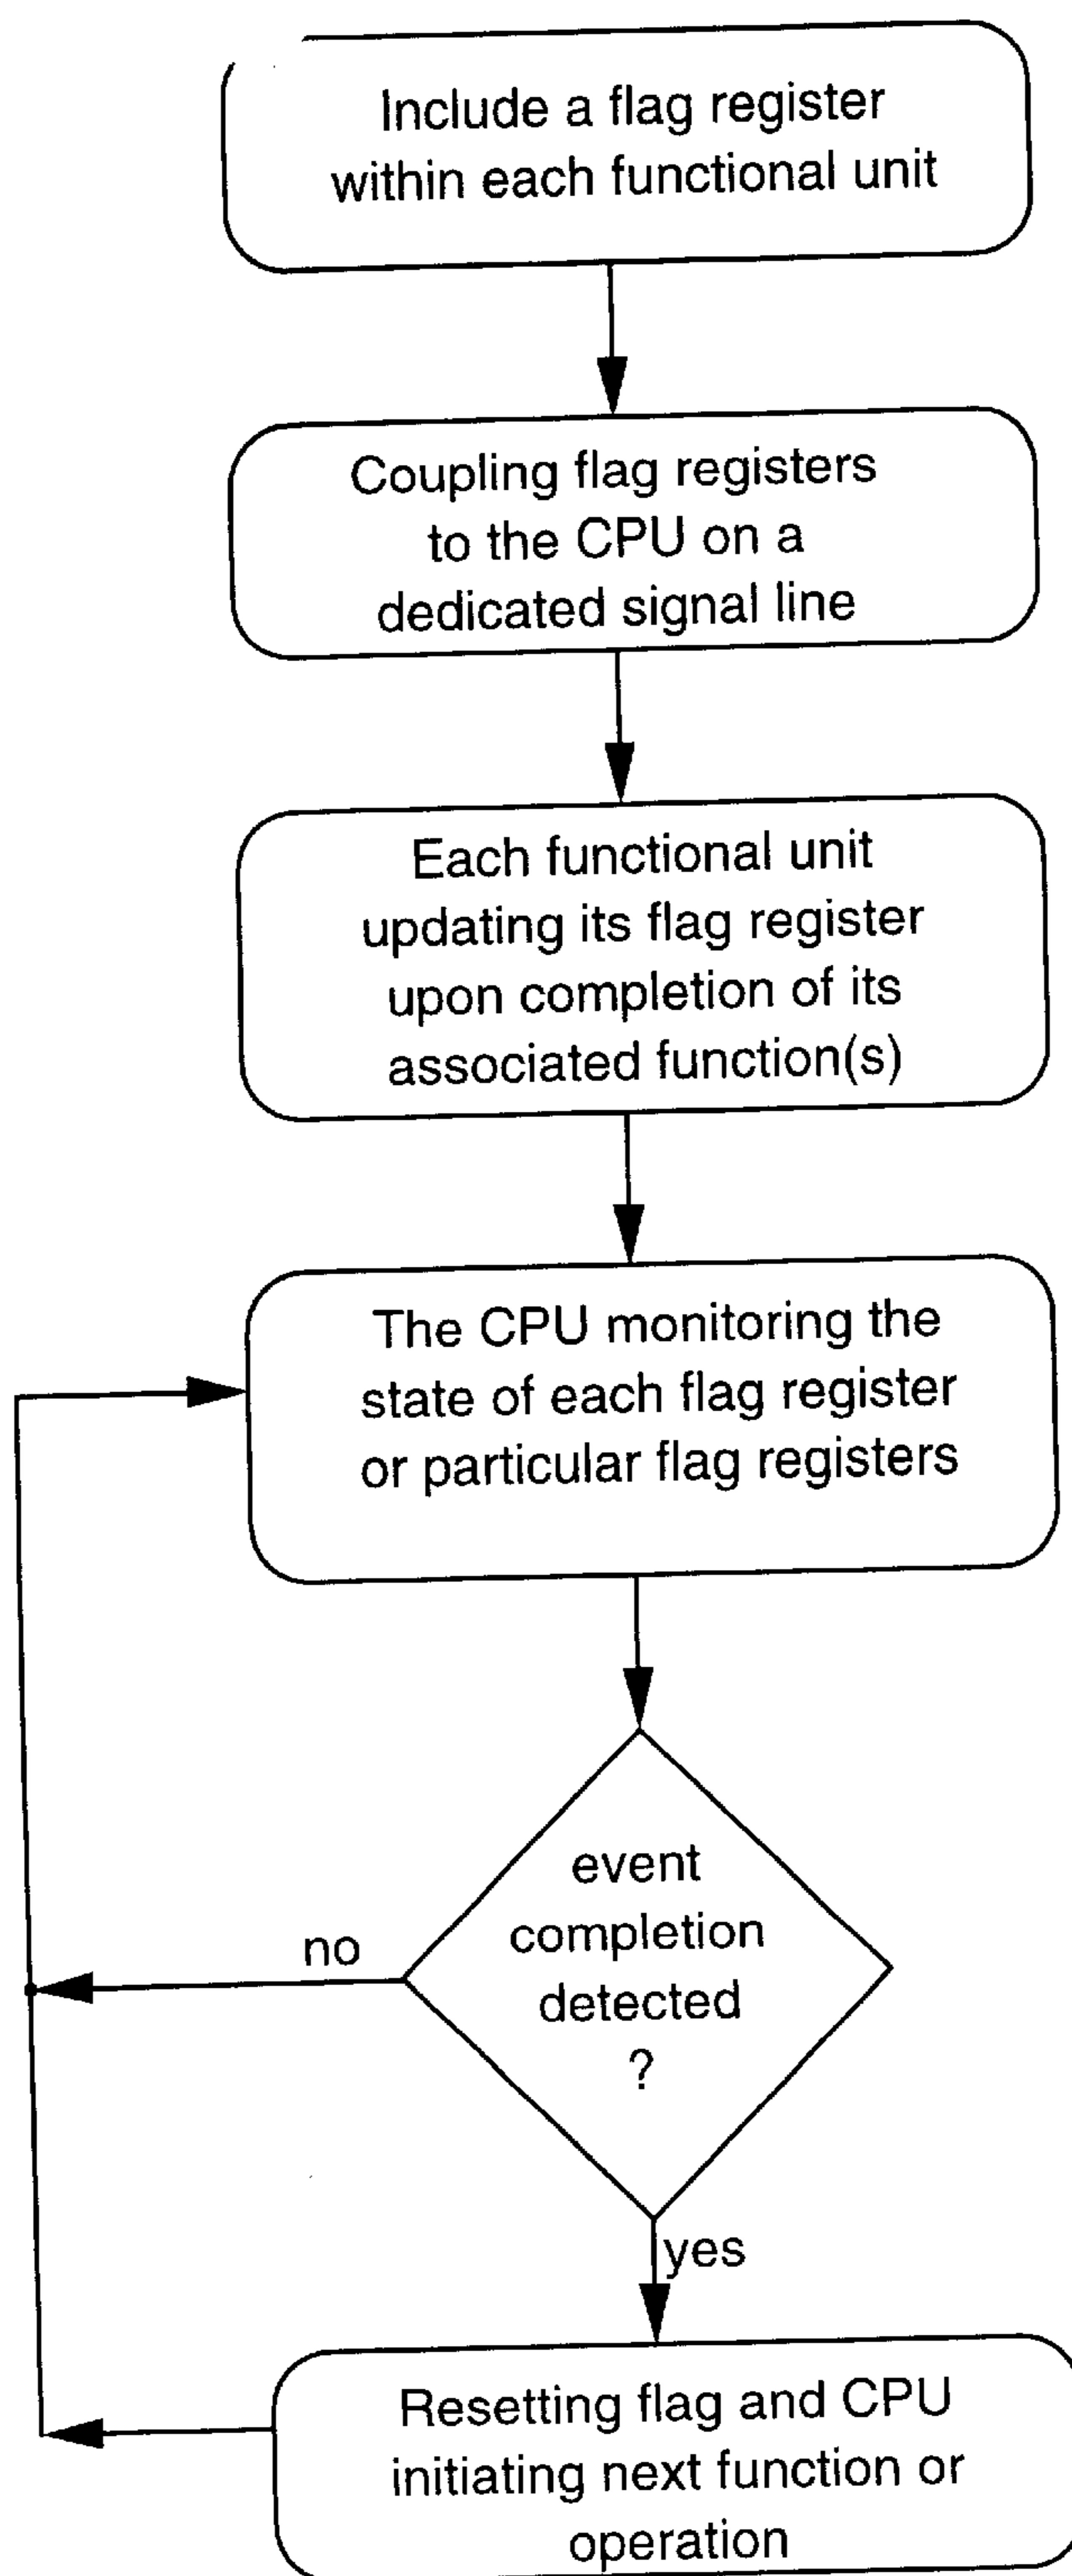 Include a flag register
within each functional unit
Coupling flag registers
to the CPU on a
dedicated signal line
Each functional unit
updating its flag register
upon completion of its
associated function(s)
The CPU monitoring the
state of each flag register
or particular flag registers
event
completion
detected
?
no
yes
Resetting flag and CPU
initiating next function or
operation